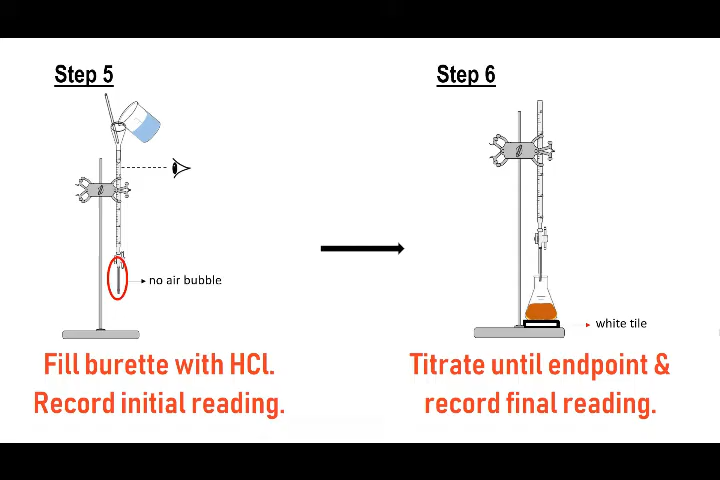 Step 5
Step 6
no air bubble
white tile
Fill burette with HCl.
Record initial reading.
Titrate until endpoint &
record final reading.